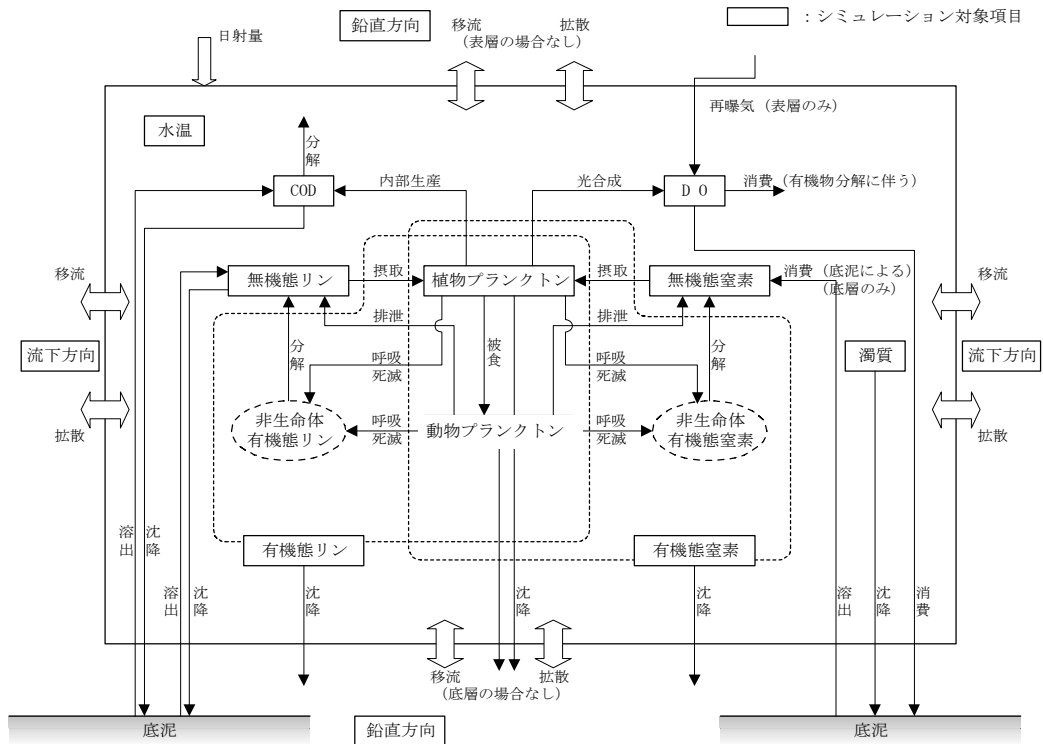 ：シミュレーション対象項目
日射量
鉛直方向
移流
（表層の場合なし）
拡散
再曝気（表層のみ）
水温
分解
COD
内部生産
光合成
ＤＯ
消費（有機物分解に伴う）
移流
無機態リン
摂取
植物プランクトン
摂取
無機態窒素
消費（底泥による）
（底層のみ）
移流
排泄
排泄
流下方向
分解
呼吸
死滅
被食
呼吸
死滅
分解
濁質
流下方向
拡散
非生命体
有機態リン
呼吸
死滅
動物プランクトン
呼吸
死滅
非生命体
有機態窒素
拡散
溶出
沈降
有機態リン
有機態窒素
溶出
沈降
沈降
沈降
沈降
溶出
沈降
消費
移流
（底層の場合なし）
拡散
底泥
鉛直方向
底泥